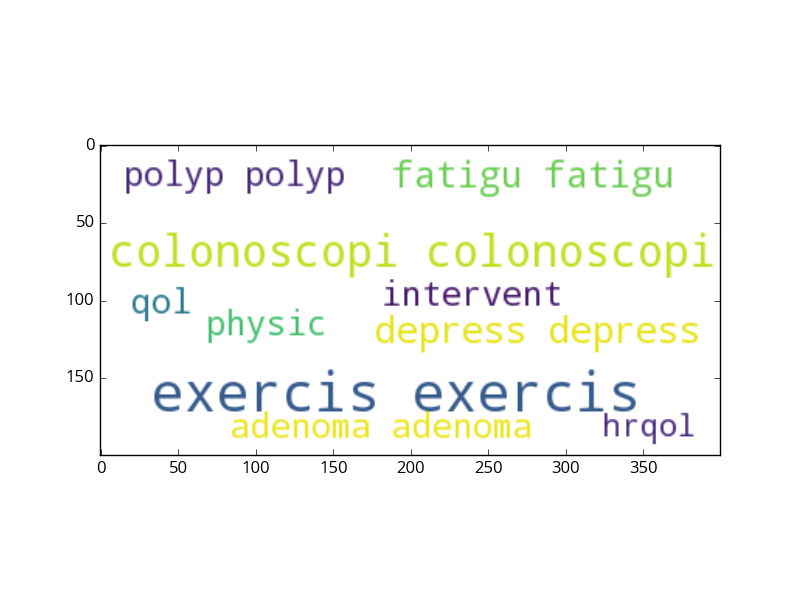 0
polyp polyp fatigu fatigu
50
colonoscopi colonoscopi
100
qol intervent
physic depress depress
150
exercis exercis
adenoma adenoma hrqol
0 50 100 150 200 250 300 350